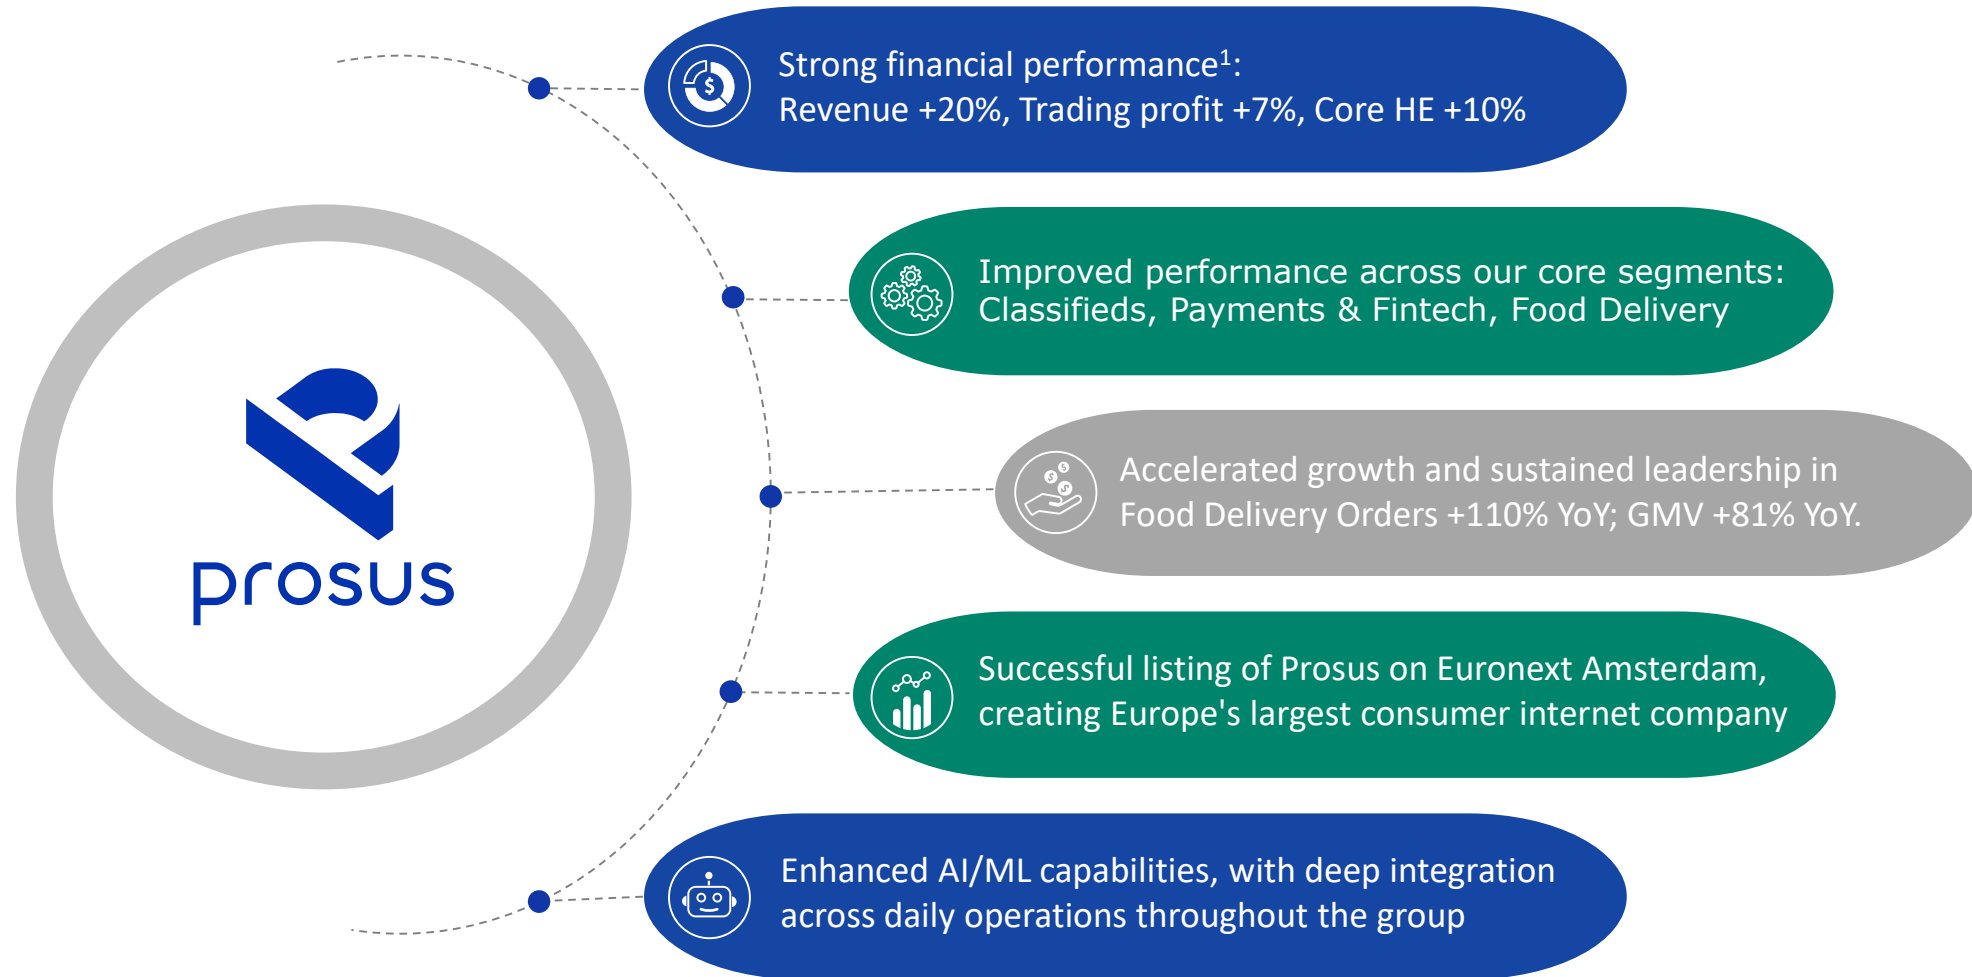 Strong financial performance¹:
Revenue +20%, Trading profit +7%, Core HE +10%
Improved performance across our core segments:
Classifieds, Payments & Fintech, Food Delivery
Accelerated growth and sustained leadership in
Food Delivery Orders +110% YoY; GMV +81% YoY.
prosus
Successful listing of Prosus on Euronext Amsterdam,
creating Europe's largest consumer internet company
Enhanced AI/ML capabilities, with deep integration
across daily operations throughout the group